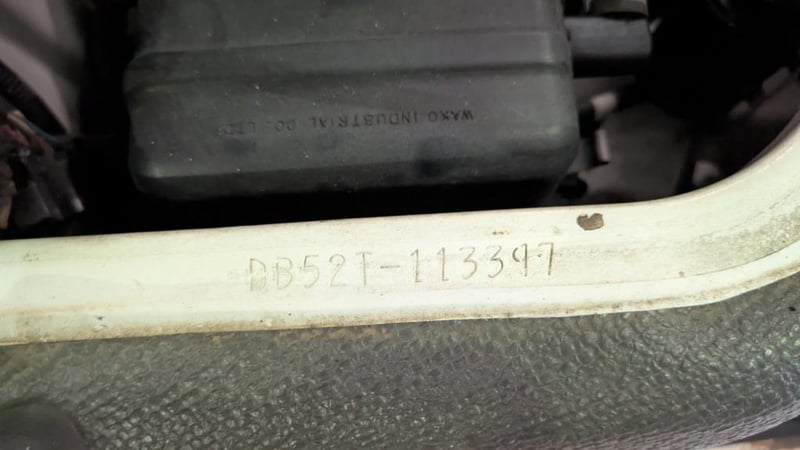 WAKO INDUSTRIAL CO., LTD.
DB52T-113397